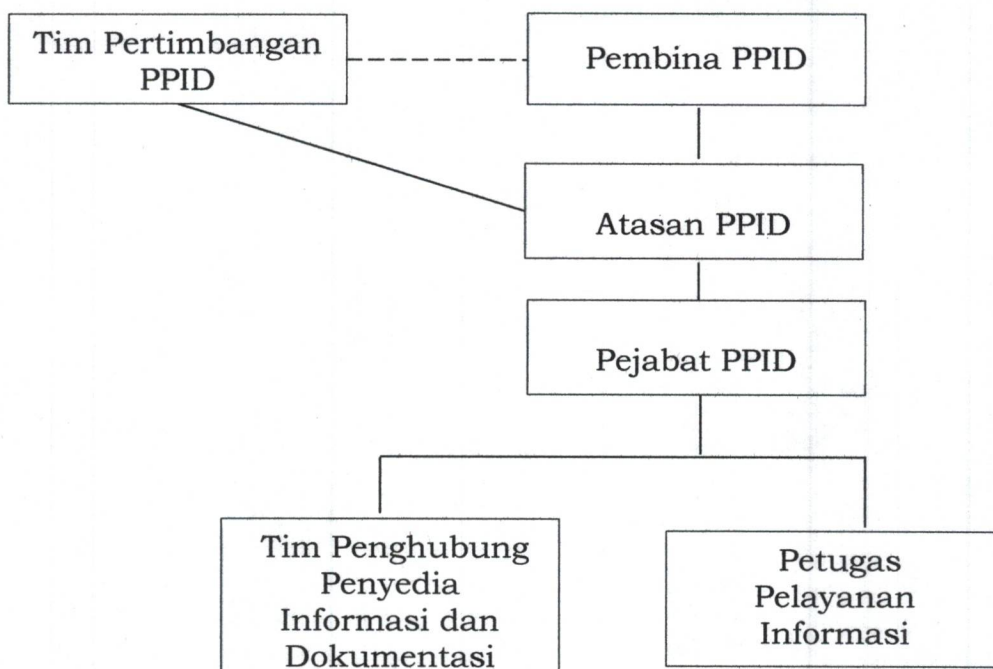 Tim Pertimbangan
PPID
Pembina PPID
Atasan PPID
Pejabat PPID
Tim Penghubung
Penyedia
Informasi dan
Dokumentasi
Petugas
Pelayanan
Informasi